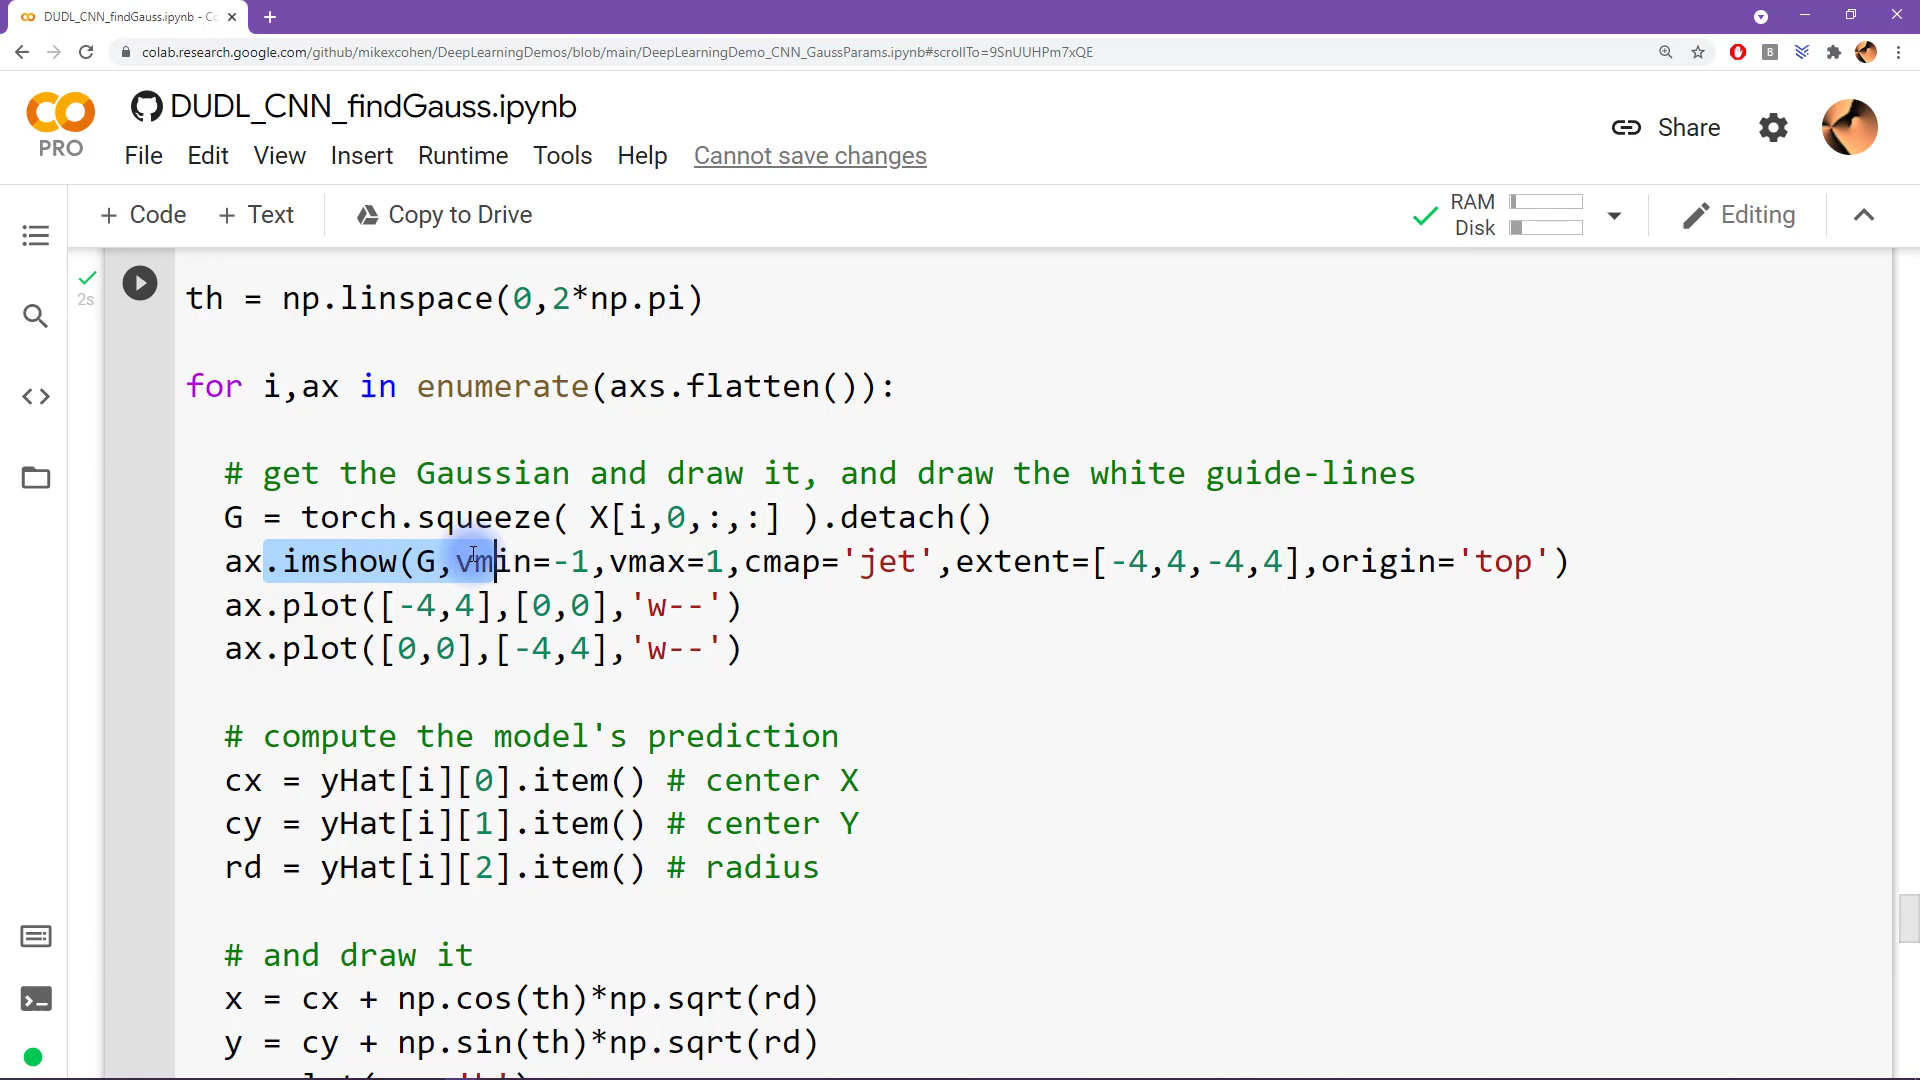 DUDL_CNN_findGauss.ipynb - Co
colab.research.google.com/github/mikexcohen/DeepLearningDemos/blob/main/DeepLearningDemo_CNN_GaussParams.ipynb#scrollTo=9SnUUHPm7xQE
PRO
DUDL_CNN_findGauss.ipynb
File Edit View Insert Runtime Tools Help Cannot save changes
Share
+ Code + Text Copy to Drive
RAM
Disk
Editing
2s
th = np.linspace(0,2*np.pi)
for i,ax in enumerate(axs.flatten()):
# get the Gaussian and draw it, and draw the white guide-lines
G = torch.squeeze( X[i,0,:,:] ).detach()
ax.imshow(G,vmin=-1,vmax=1,cmap='jet',extent=[-4,4,-4,4],origin='top')
ax.plot([-4,4],[0,0],'w--')
ax.plot([0,0],[-4,4],'w--')
# compute the model's prediction
cx = yHat[i][0].item() # center X
cy = yHat[i][1].item() # center Y
rd = yHat[i][2].item() # radius
# and draw it
x = cx + np.cos(th)*np.sqrt(rd)
y = cy + np.sin(th)*np.sqrt(rd)